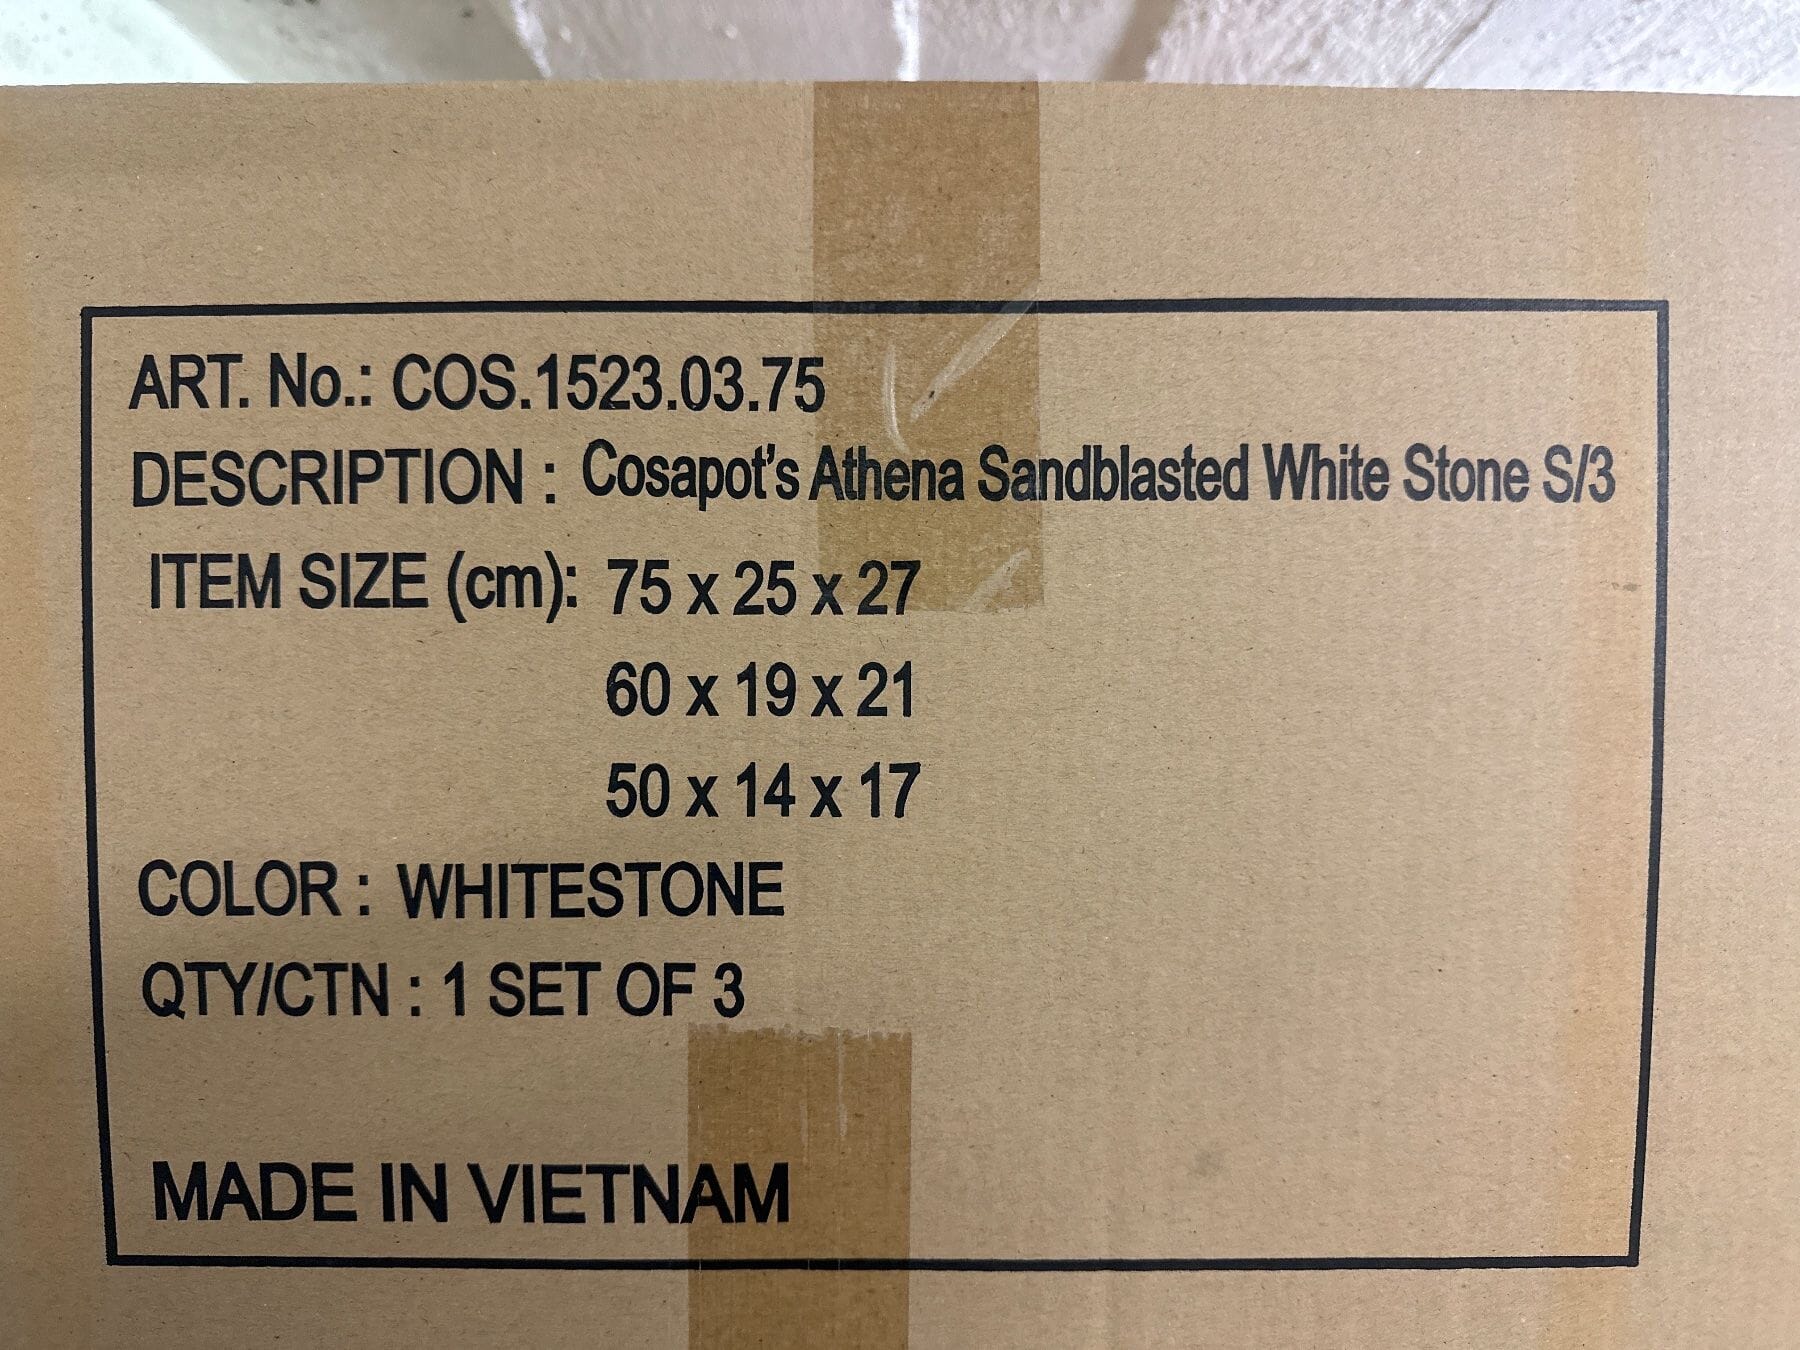 ART. No.: COS.1523.03.75
DESCRIPTION : Cosapot's Athena Sandblasted White Stone S/3
ITEM SIZE (cm): 75 x 25 x 27
60 x 19 x 21
50 x 14 x 17
COLOR : WHITESTONE
QTY/CTN : 1 SET OF 3
MADE IN VIETNAM